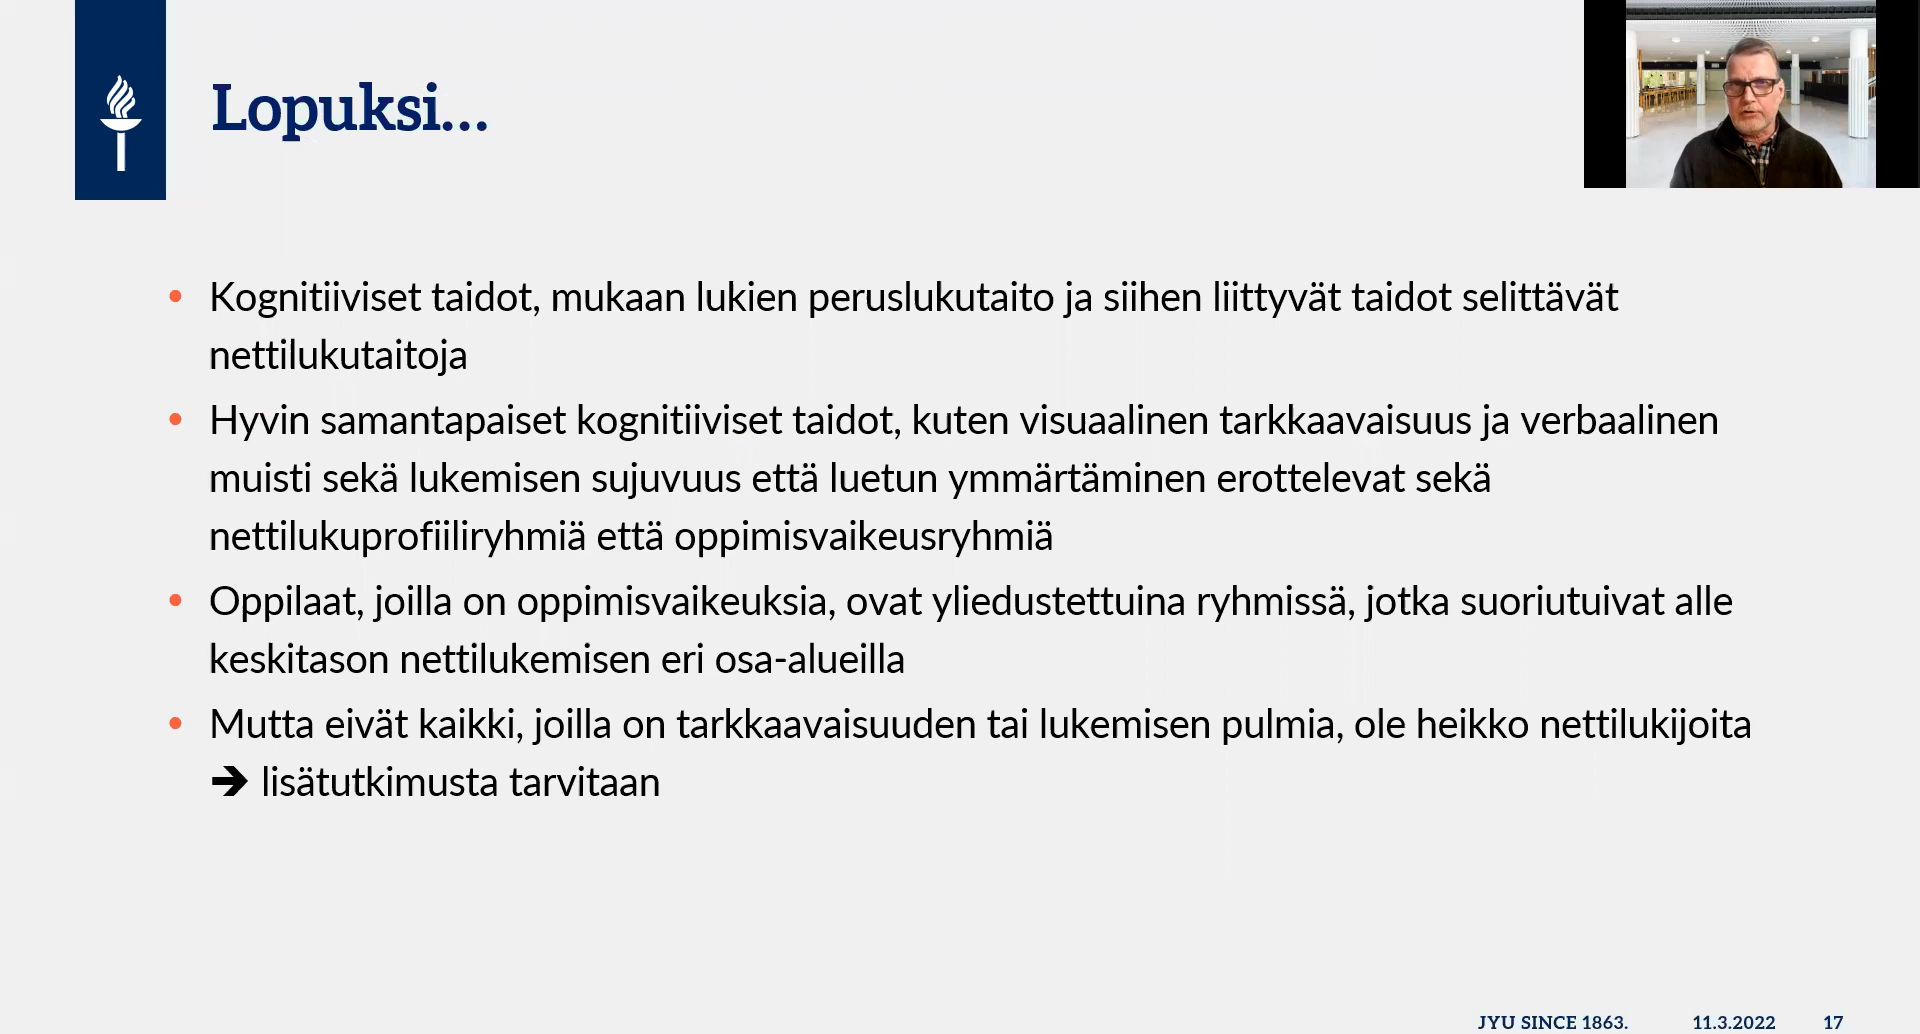 Lopuksi...
• Kognitiiviset taidot, mukaan lukien peruslukutaito ja siihen liittyvät taidot selittävät
nettilukutaitoja
• Hyvin samantapaiset kognitiiviset taidot, kuten visuaalinen tarkkaavaisuus ja verbaalinen
muisti sekä lukemisen sujuvuus että luetun ymmärtäminen erottelevat sekä
nettilukuprofiiliryhmiä että oppimisvaikeusryhmiä
• Oppilaat, joilla on oppimisvaikeuksia, ovat yliedustettuina ryhmissä, jotka suoriutuivat alle
keskitason nettilukemisen eri osa-alueilla
• Mutta eivät kaikki, joilla on tarkkaavaisuuden tai lukemisen pulmia, ole heikko nettilukijoita
➔ lisätutkimusta tarvitaan
JYU SINCE 1863. 11.3.2022 17